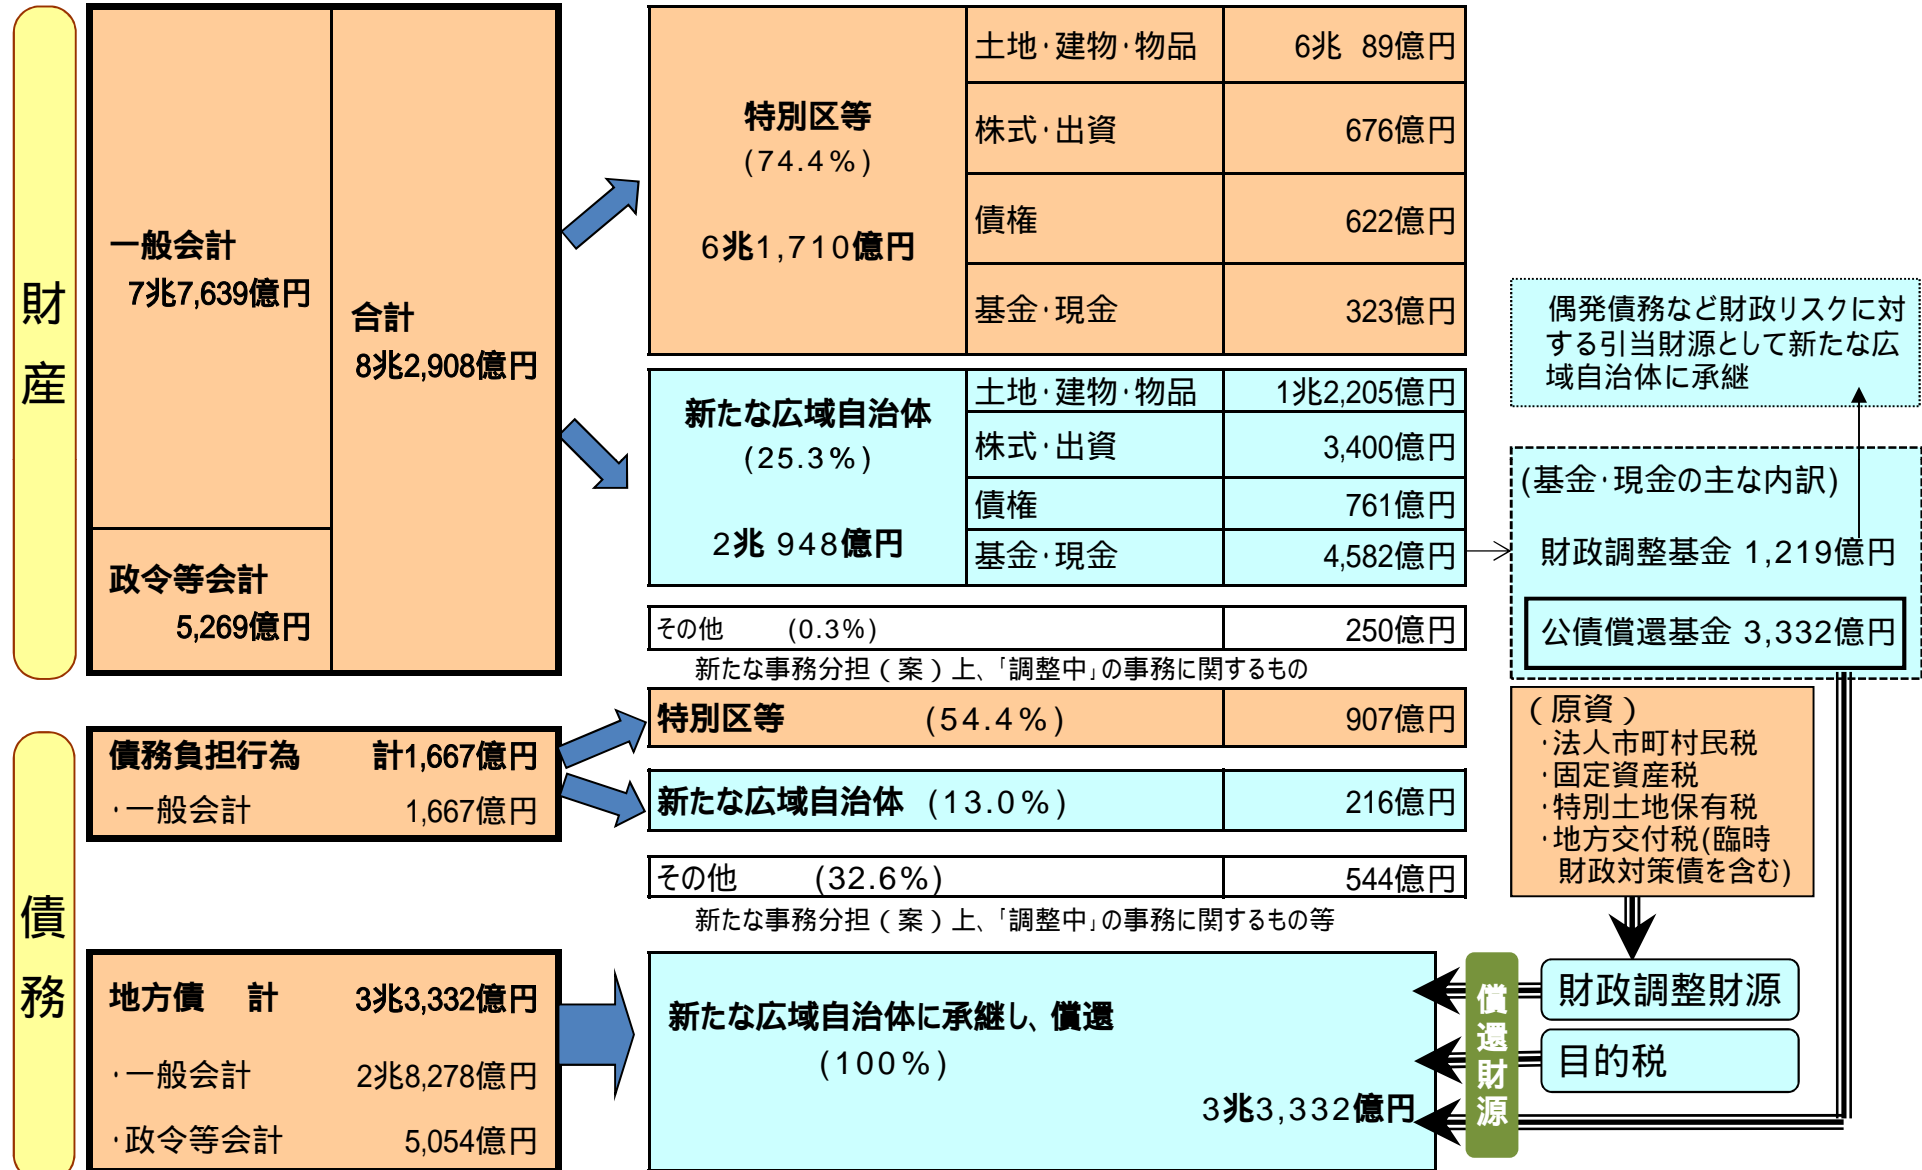 財産
一般会計
7兆7,639億円
政令等会計
5,269億円
合計
8兆2,908億円
特別区等
(74.4%)
6兆1,710億円
土地・建物・物品 6兆 89億円
株式・出資 676億円
債権 622億円
基金・現金 323億円
新たな広域自治体
(25.3%)
2兆 948億円
土地・建物・物品 1兆2,205億円
株式・出資 3,400億円
債権 761億円
基金・現金 4,582億円
その他 (0.3%) 250億円
新たな事務分担(案)上、「調整中」の事務に関するもの
偶発債務など財政リスクに対
する引当財源として新たな広
域自治体に承継
(基金・現金の主な内訳)
財政調整基金 1,219億円
公債償還基金 3,332億円
債務
債務負担行為 計1,667億円
・一般会計 1,667億円
特別区等 (54.4%) 907億円
新たな広域自治体 (13.0%) 216億円
その他 (32.6%) 544億円
新たな事務分担(案)上、「調整中」の事務に関するもの等
(原資)
・法人市町村民税
・固定資産税
・特別土地保有税
・地方交付税(臨時
財政対策債を含む)
地方債 計 3兆3,332億円
・一般会計 2兆8,278億円
・政令等会計 5,054億円
新たな広域自治体に承継し、償還
(100%)
3兆3,332億円
償還財源
財政調整財源
目的税